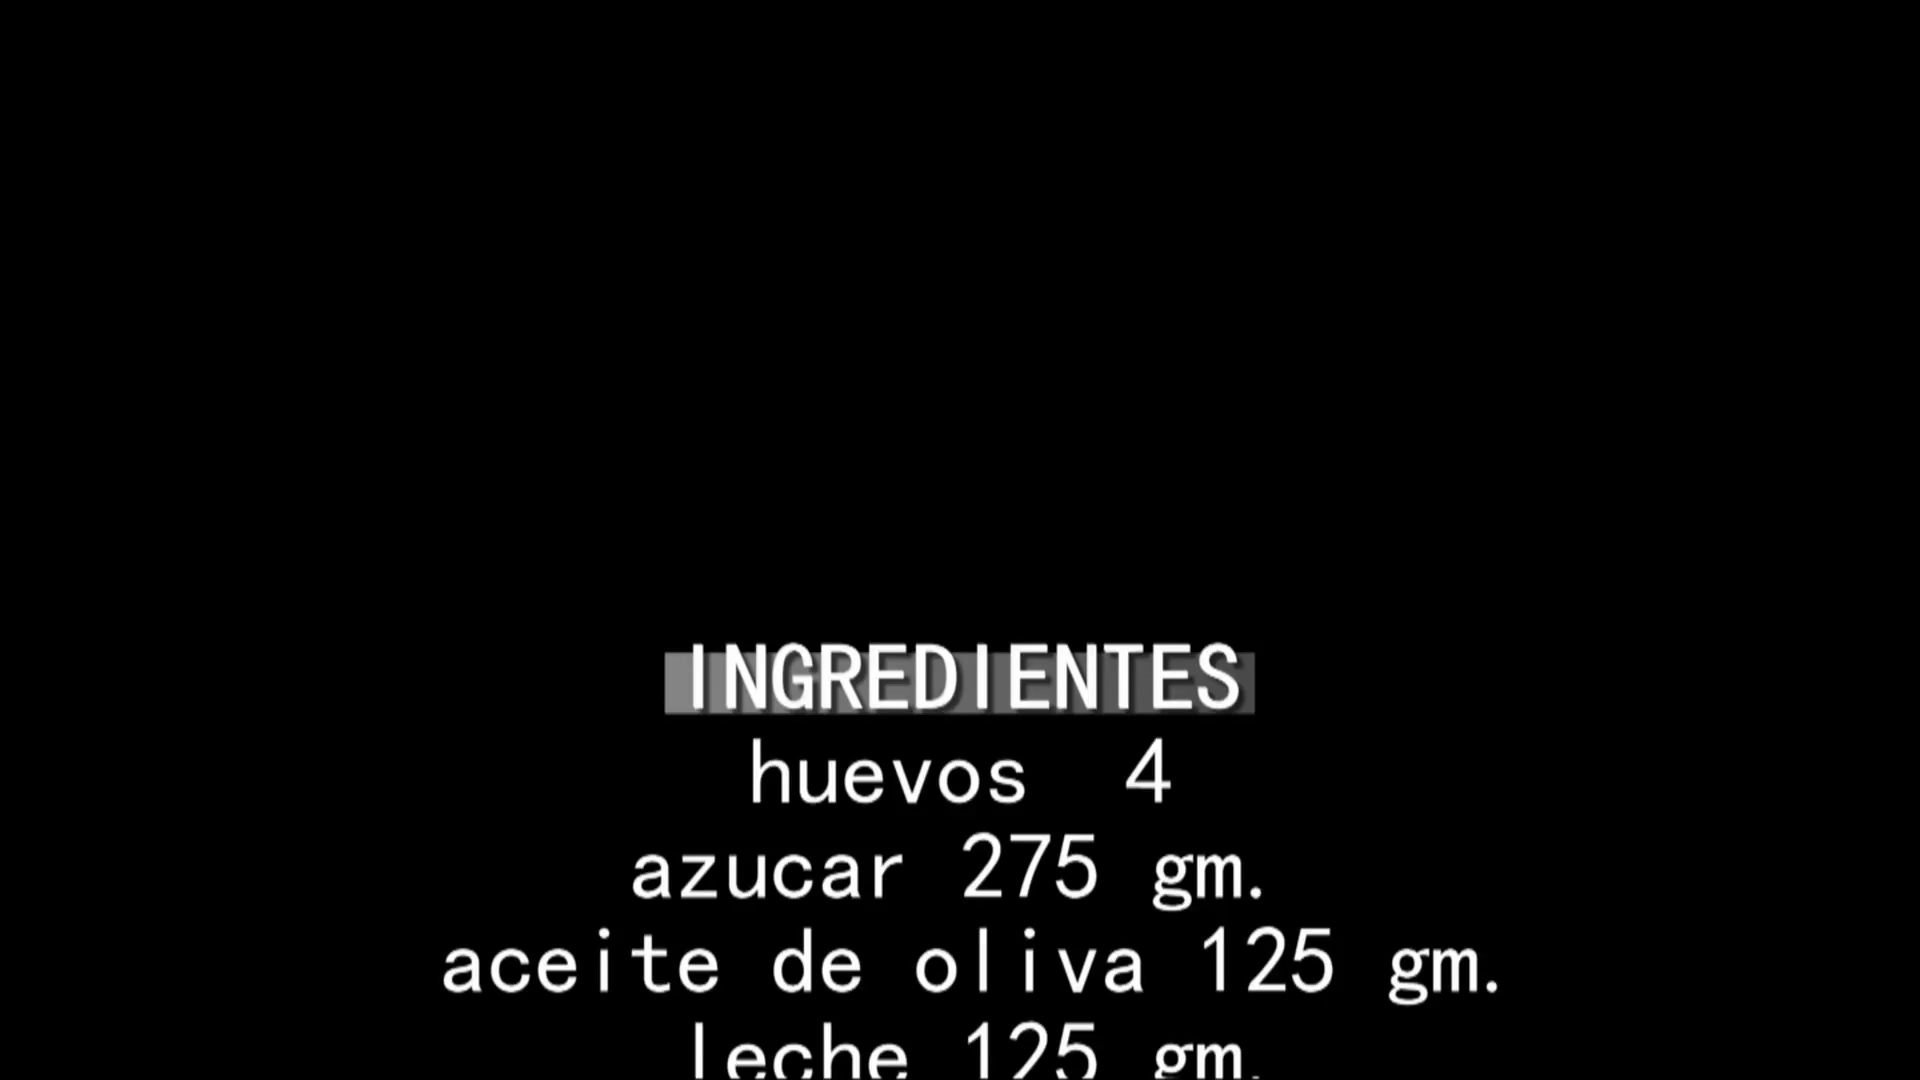 INGREDIENTES
huevos 4
azucar 275 gm.
aceite de oliva 125 gm.
leche 125 gm.